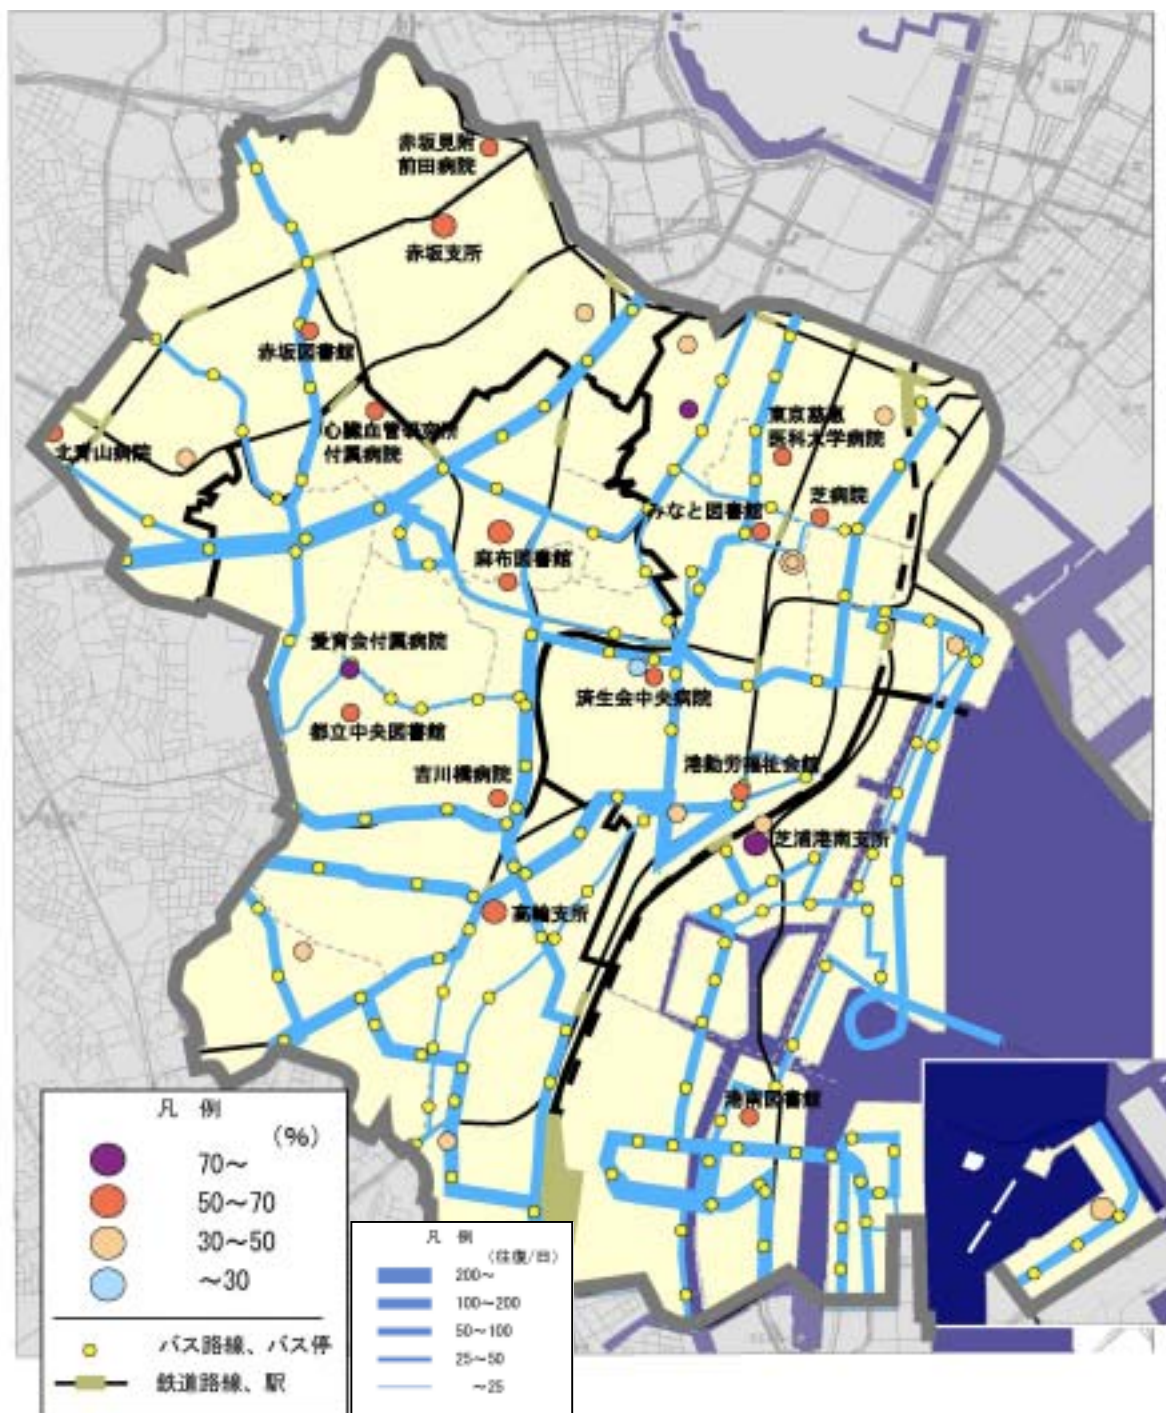 赤坂見附
前田病院
赤坂支所
赤坂図書館
北青山病院
心臓血管研究所
付属病院
東京慈恵
医科大学病院
芝病院
みなと図書館
麻布図書館
愛育会付属病院
済生会中央病院
都立中央図書館
古川橋病院
港勤労福祉会館
芝浦港南支所
高輪支所
港南図書館
凡 例
(%)
70～
50～70
30～50
～30
バス路線、バス停
鉄道路線、駅
凡 例
(往復/日)
200～
100～200
50～100
25～50
～25